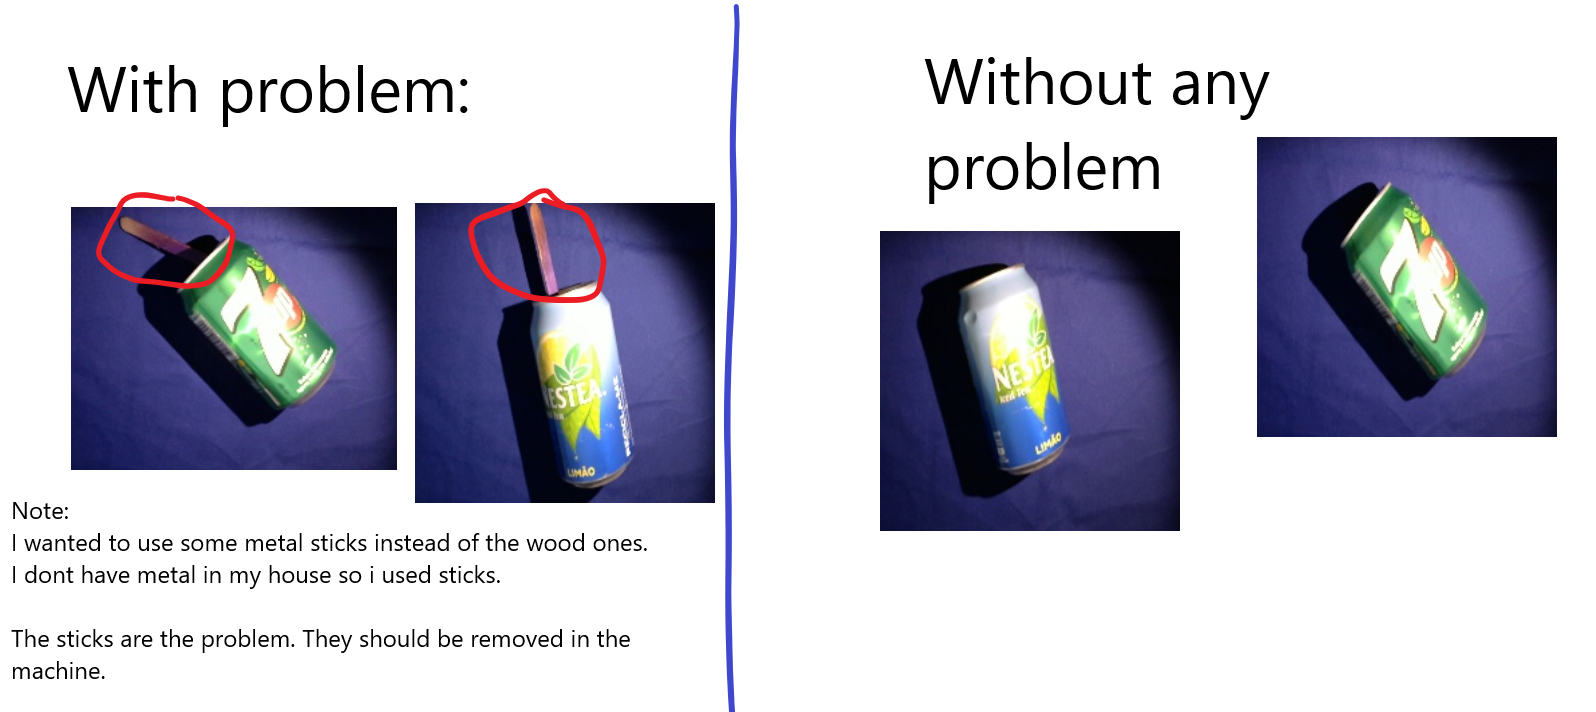 With problem:
7up
NESTEA.
LIMÃO
Note:
I wanted to use some metal sticks instead of the wood ones.
I dont have metal in my house so i used sticks.
The sticks are the problem. They should be removed in the
machine.
Without any
problem
NESTEA
LIMÃO
7up